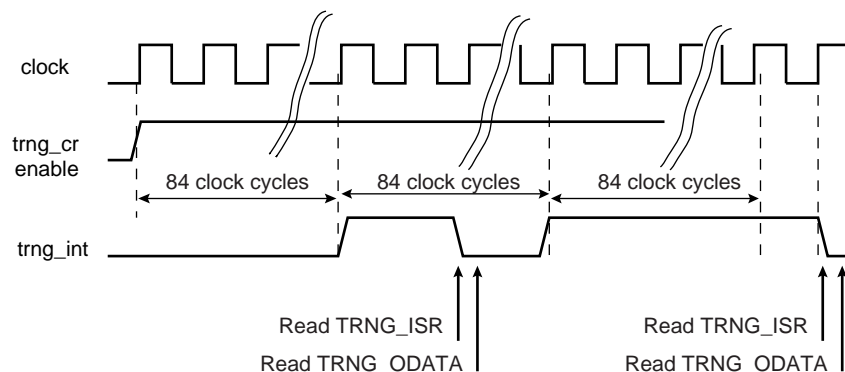 clock
trng_cr
enable
84 clock cycles
84 clock cycles
84 clock cycles
trng_int
Read TRNG_ISR
Read TRNG_ISR
Read TRNG_ODATA
Read TRNG_ODATA